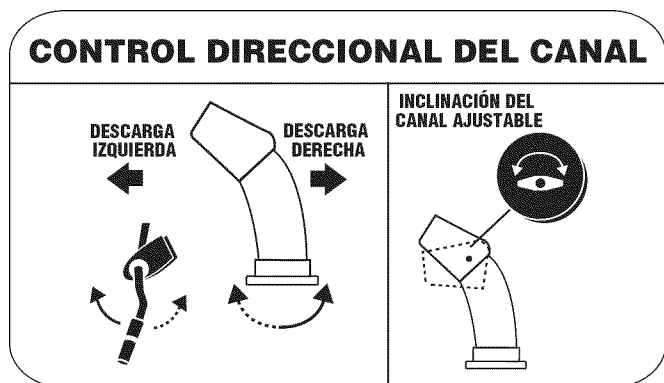 CONTROL DIRECCIONAL DEL CANAL
DESCARGA
IZQUIERDA
DESCARGA
DERECHA
INCLINACIÓN DEL
CANAL AJUSTABLE